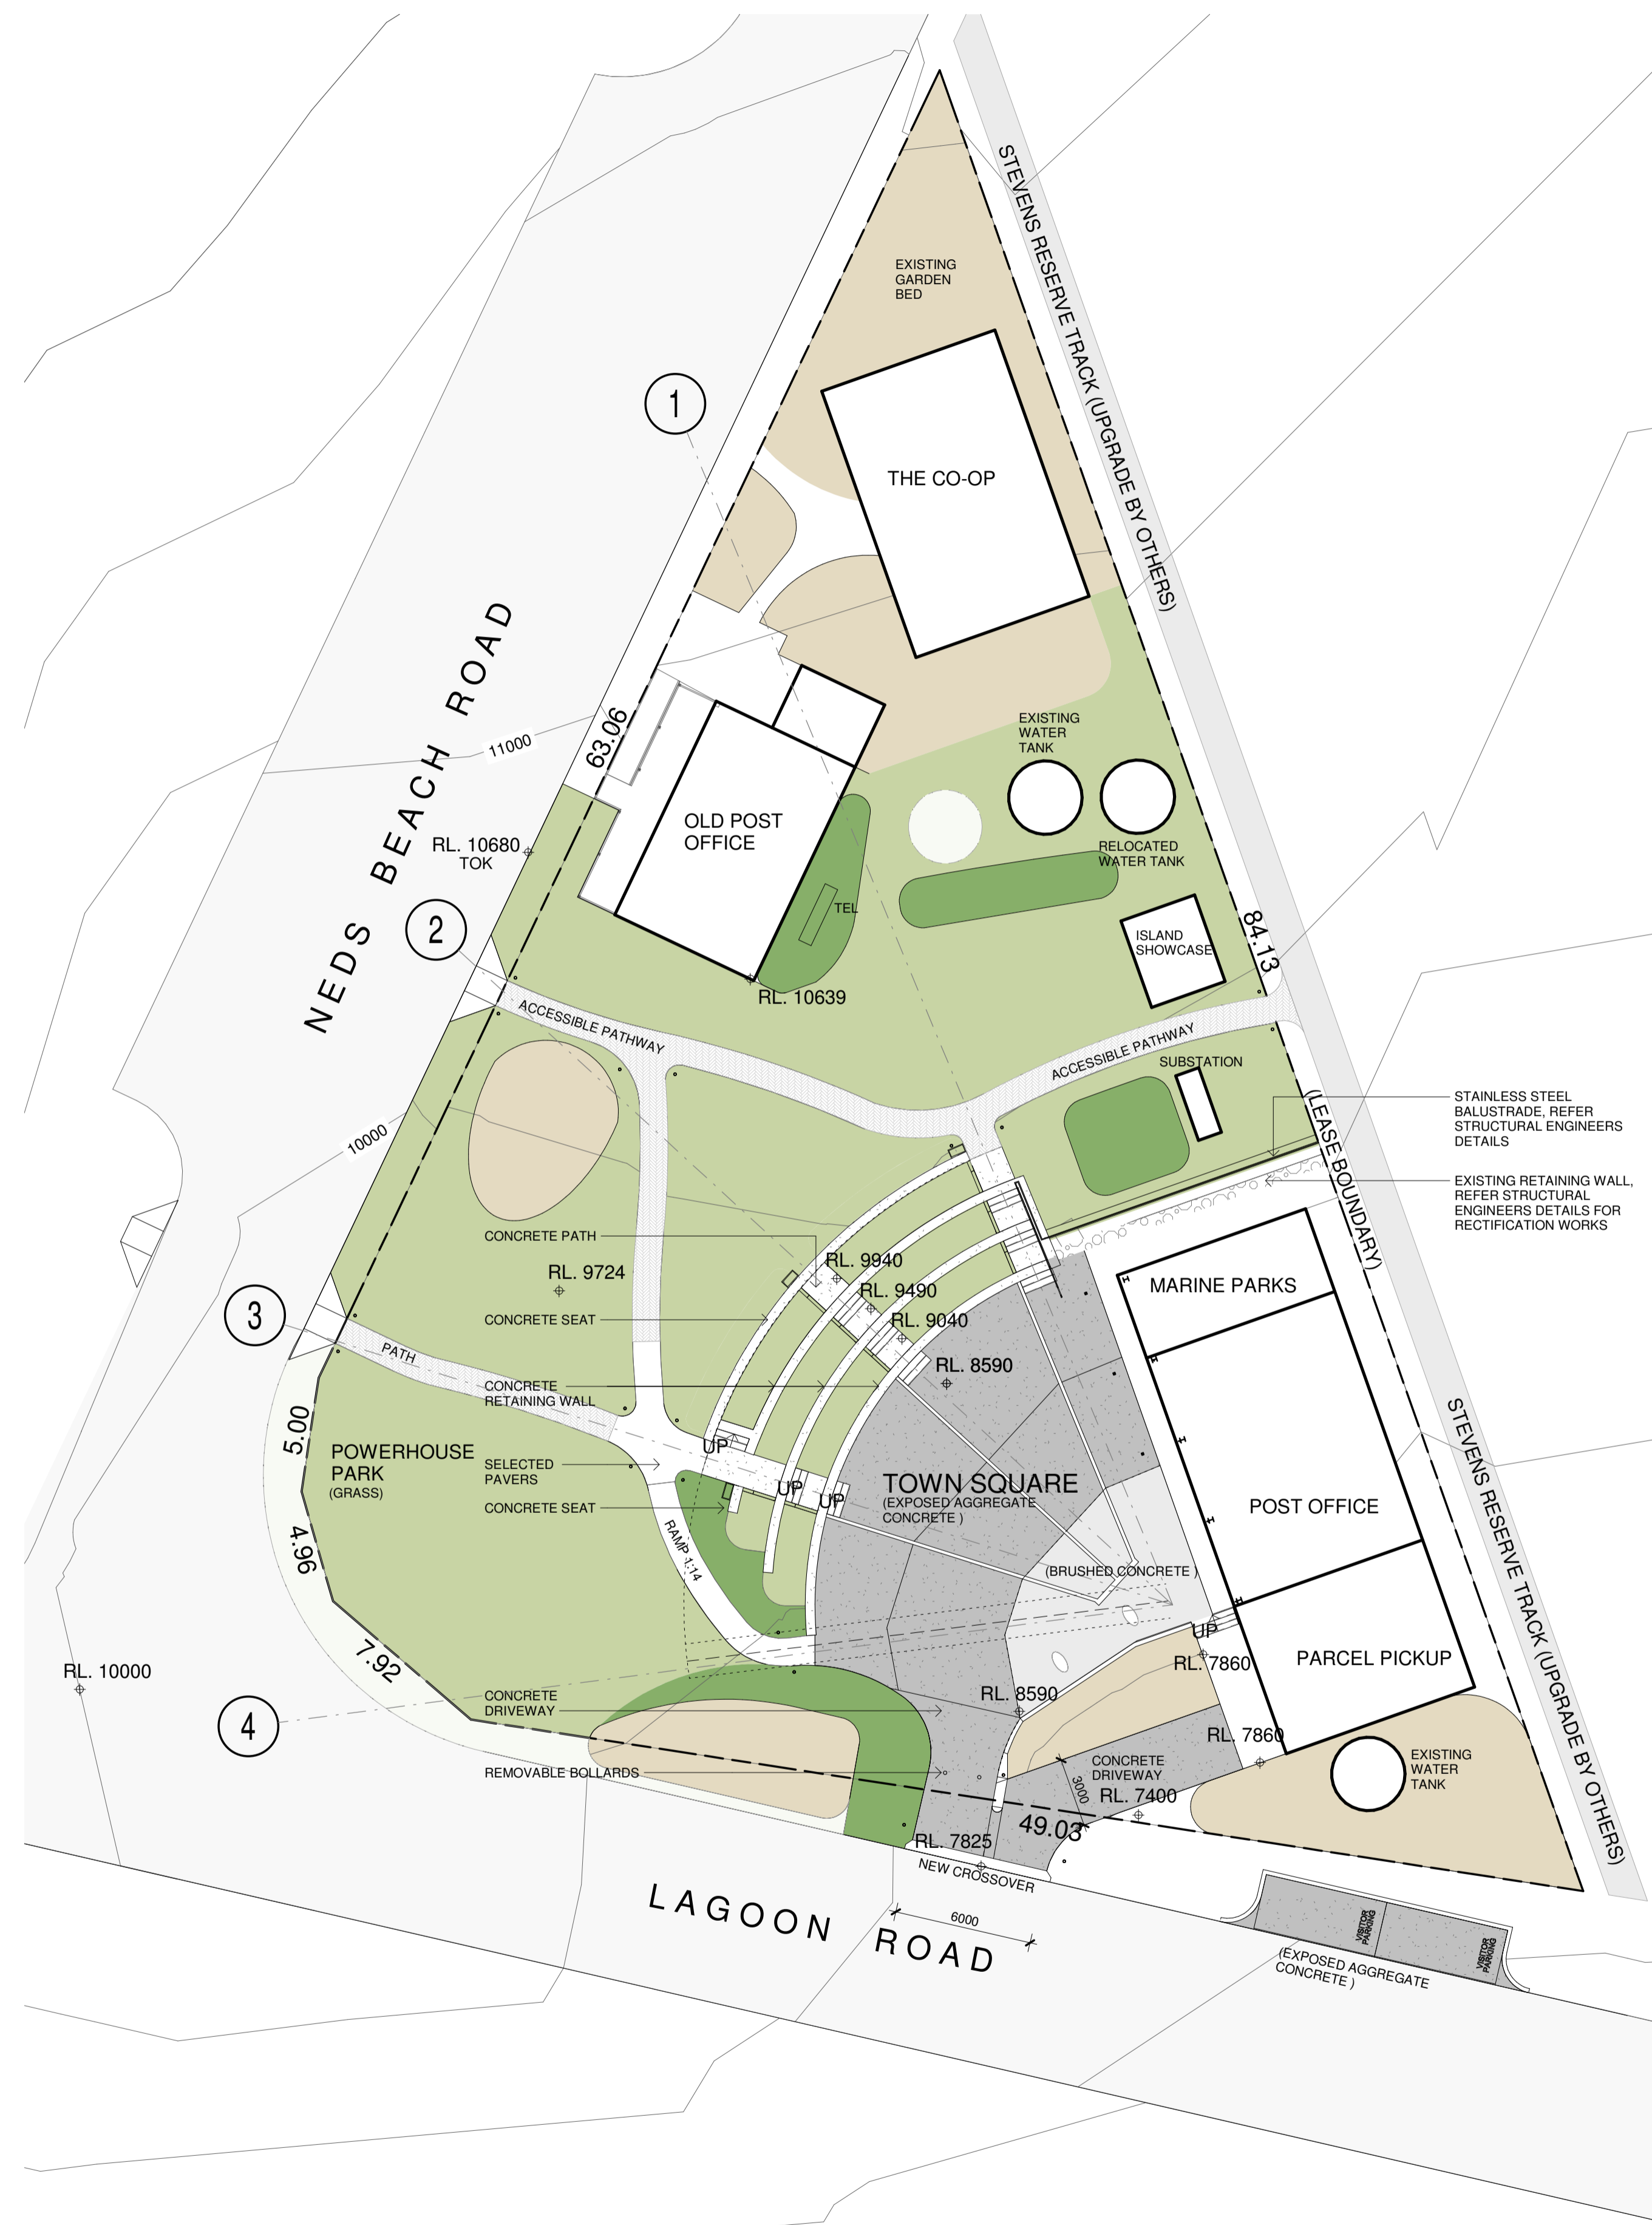 STEVENS RESERVE TRACK (UPGRADE BY OTHERS)
EXISTING
GARDEN
BED
1
THE CO-OP
NEDS BEACH ROAD
63.06
11000
EXISTING
WATER
TANK
OLD POST
OFFICE
RL. 10680
TOK
RELOCATED
WATER TANK
TEL
2
ISLAND
SHOWCASE
84.13
RL. 10639
ACCESSIBLE PATHWAY
ACCESSIBLE PATHWAY
SUBSTATION
10000
(LEASE BOUNDARY)
STAINLESS STEEL
BALUSTRADE, REFER
STRUCTURAL ENGINEERS
DETAILS
EXISTING RETAINING WALL,
REFER STRUCTURAL
ENGINEERS DETAILS FOR
RECTIFICATION WORKS
CONCRETE PATH
RL. 9940
RL. 9724
RL. 9490
MARINE PARKS
3
CONCRETE SEAT
RL. 9040
PATH
RL. 8590
CONCRETE
RETAINING WALL
5.00
UP
POWERHOUSE
PARK
(GRASS)
SELECTED
PAVERS
UP
UP
TOWN SQUARE
(EXPOSED AGGREGATE
CONCRETE )
POST OFFICE
CONCRETE SEAT
4.96
RAMP 1:14
(BRUSHED CONCRETE )
STEVENS RESERVE TRACK (UPGRADE BY OTHERS)
UP
7.92
RL. 10000
RL. 7860
PARCEL PICKUP
4
CONCRETE
DRIVEWAY
RL. 8590
RL. 7860
REMOVABLE BOLLARDS
CONCRETE
DRIVEWAY
3000
RL. 7400
EXISTING
WATER
TANK
49.03
RL. 7825
NEW CROSSOVER
LAGOON ROAD
6000
VISITOR
PARKING
VISITOR
PARKING
(EXPOSED AGGREGATE
CONCRETE )